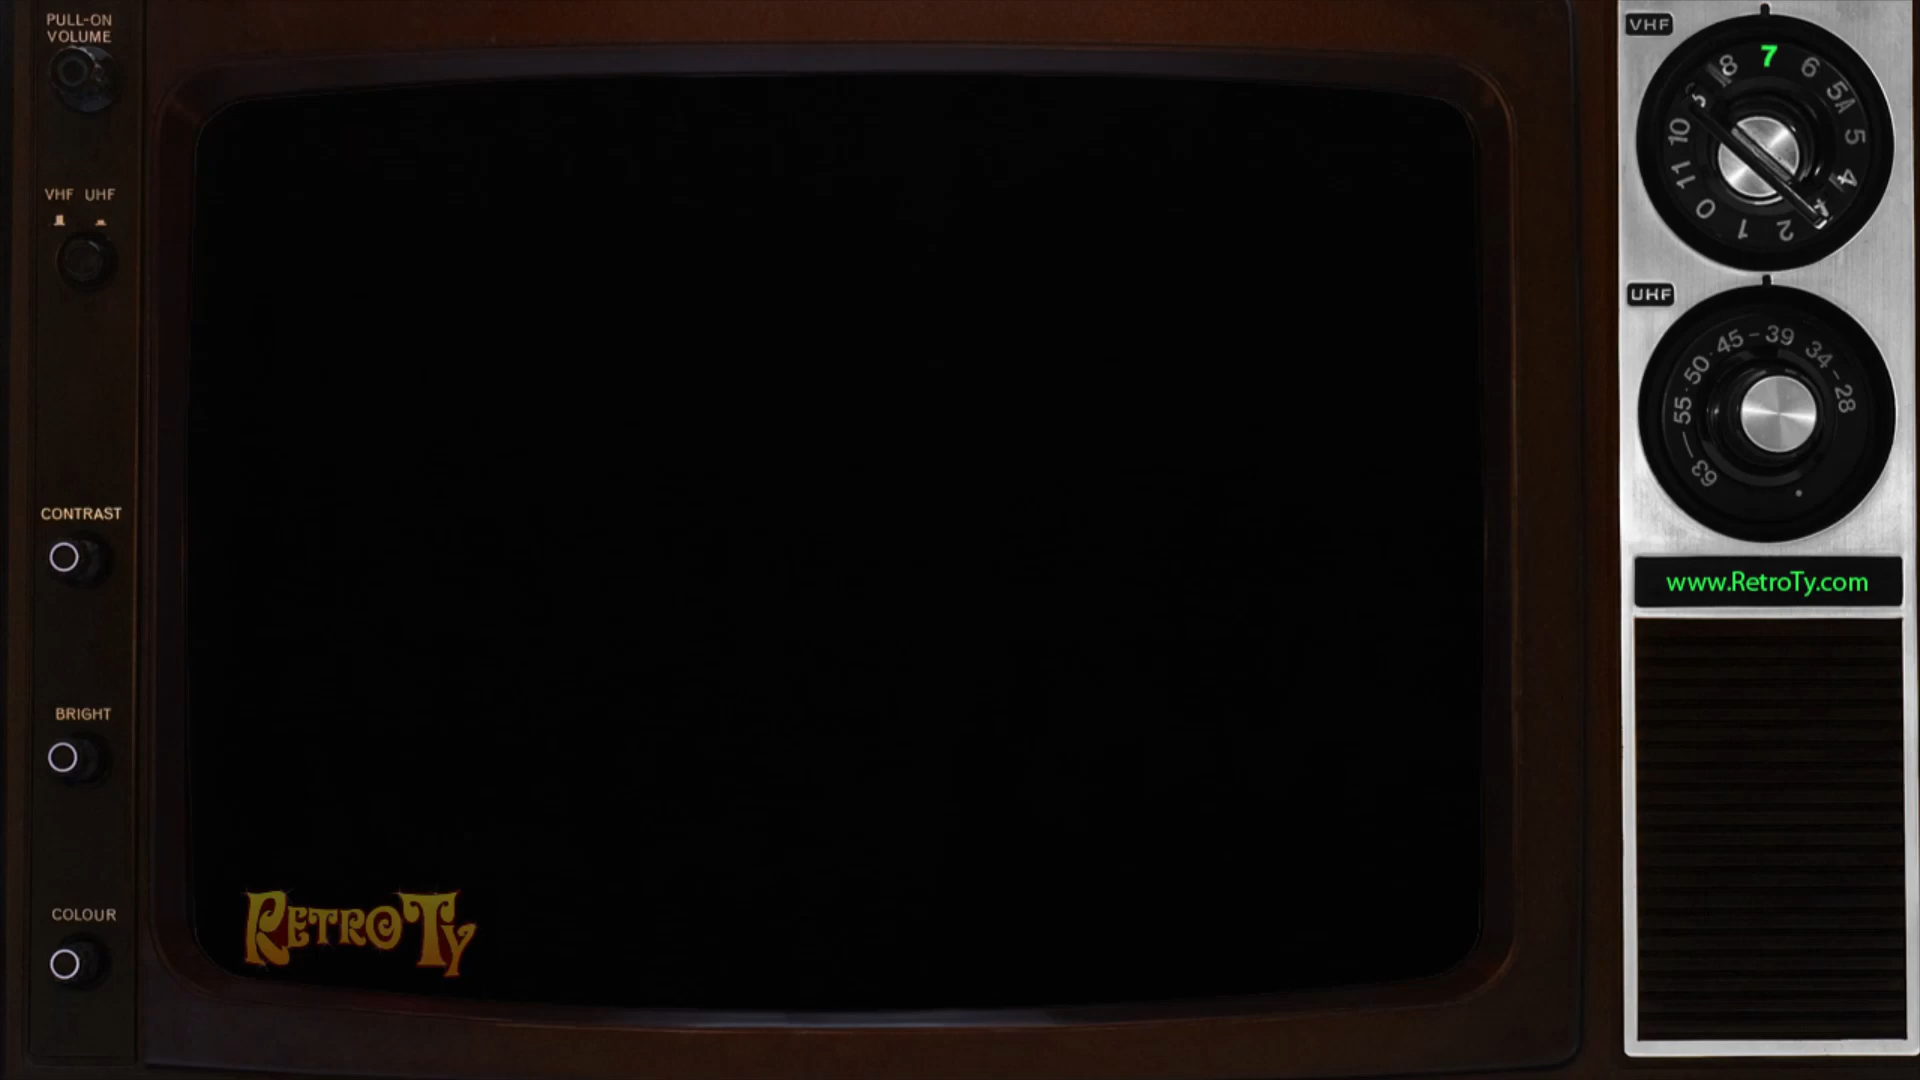 PULL-ON
VOLUME
VHF UHF
CONTRAST
BRIGHT
COLOUR
RetroTy
VHF
7
6
5A
5
4
2
1
0
11
10
8
UHF
63
55
50
45
39
34
28
www.RetroTy.com